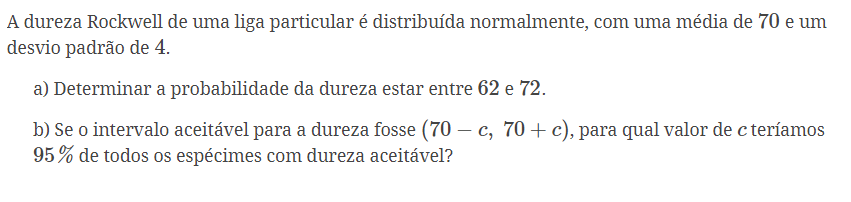 A dureza Rockwell de uma liga particular é distribuída normalmente, com uma média de 70 e um
desvio padrão de 4.
a) Determinar a probabilidade da dureza estar entre 62 e 72.
b) Se o intervalo aceitável para a dureza fosse (70 − c, 70 + c), para qual valor de c teríamos
95 % de todos os espécimes com dureza aceitável?